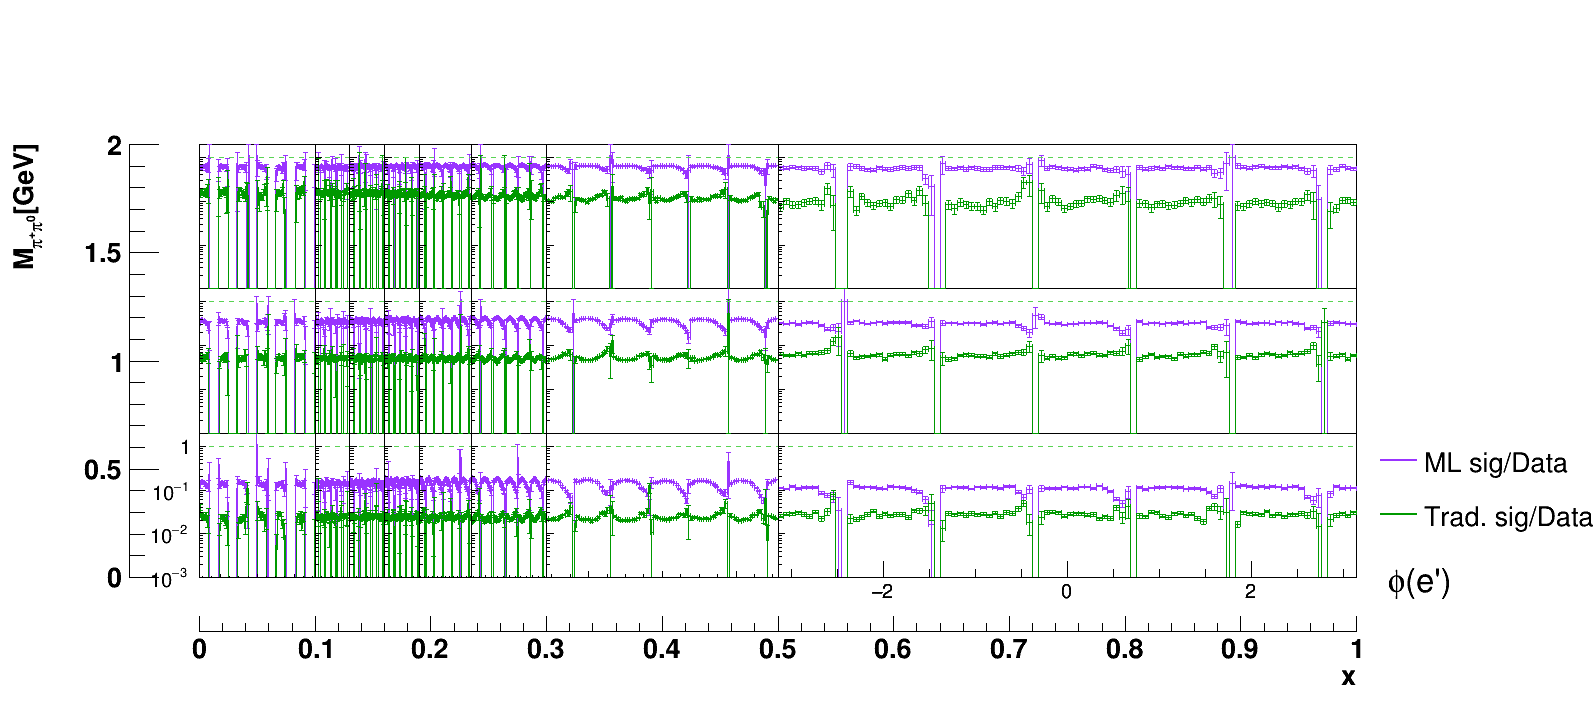 M_{π⁺π⁰}[GeV]
2
1.5
1
0.5
0
1
10⁻¹
10⁻²
10⁻³
ML sig/Data
Trad. sig/Data
−2 0 2
ϕ(e')
0 0.1 0.2 0.3 0.4 0.5 0.6 0.7 0.8 0.9 1
x